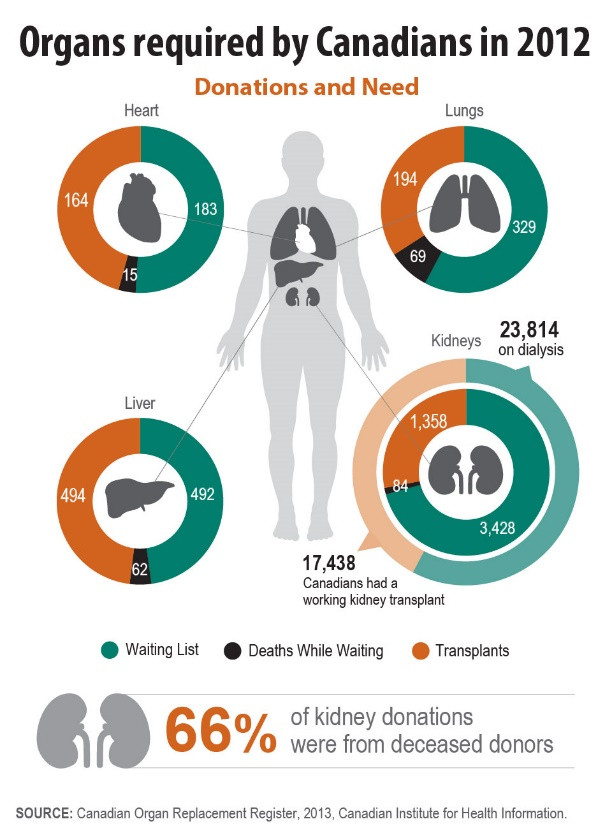 Organs required by Canadians in 2012
Donations and Need
Heart
164
183
15
Lungs
194
329
69
Liver
494
492
62
Kidneys
23,814
on dialysis
1,358
84
3,428
17,438
Canadians had a
working kidney transplant
Waiting List
Deaths While Waiting
Transplants
66%
of kidney donations
were from deceased donors
SOURCE: Canadian Organ Replacement Register, 2013, Canadian Institute for Health Information.